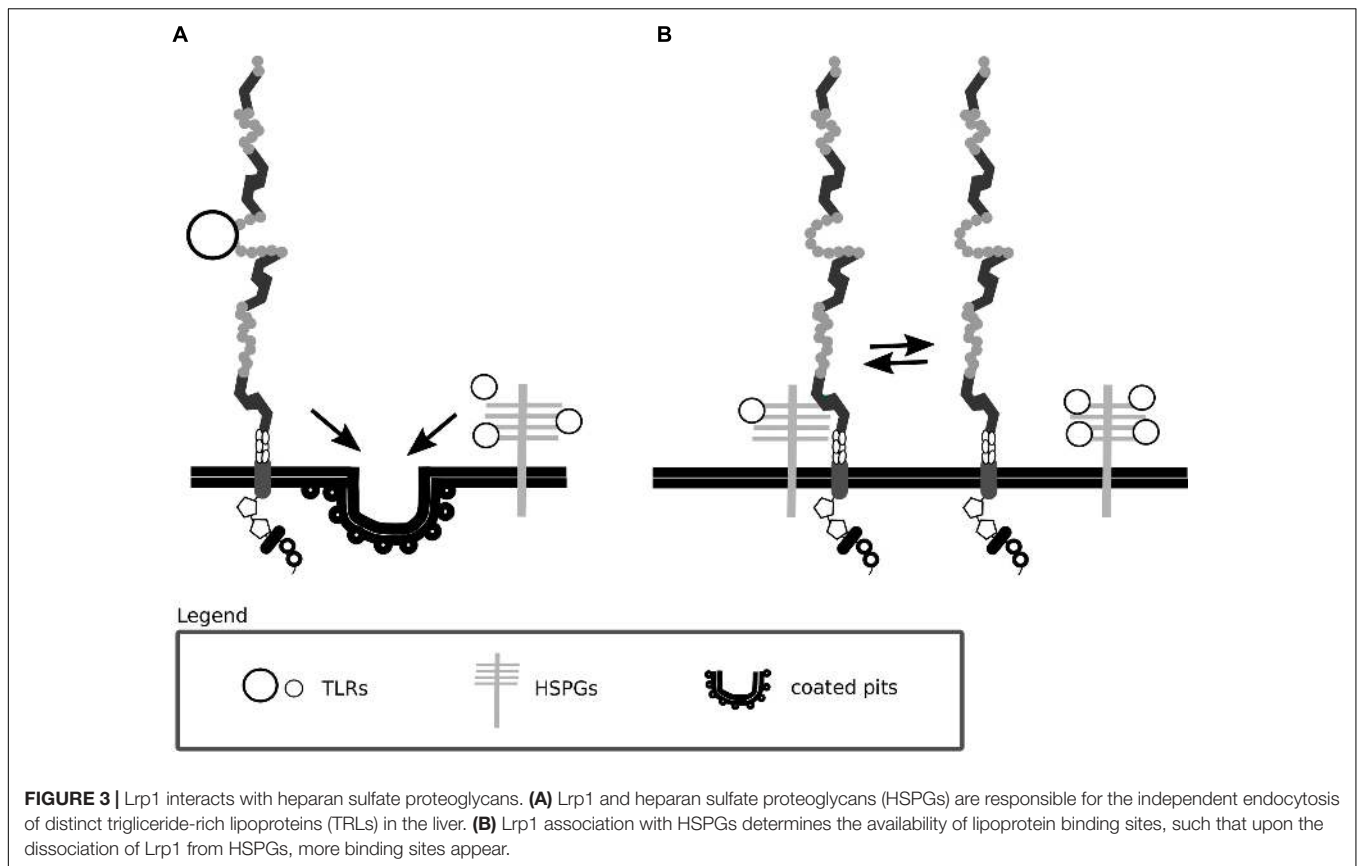 A
B
Legend
TLRs
HSPGs
coated pits
FIGURE 3 | Lrp1 interacts with heparan sulfate proteoglycans. (A) Lrp1 and heparan sulfate proteoglycans (HSPGs) are responsible for the independent endocytosis
of distinct trigliceride-rich lipoproteins (TRLs) in the liver. (B) Lrp1 association with HSPGs determines the availability of lipoprotein binding sites, such that upon the
dissociation of Lrp1 from HSPGs, more binding sites appear.